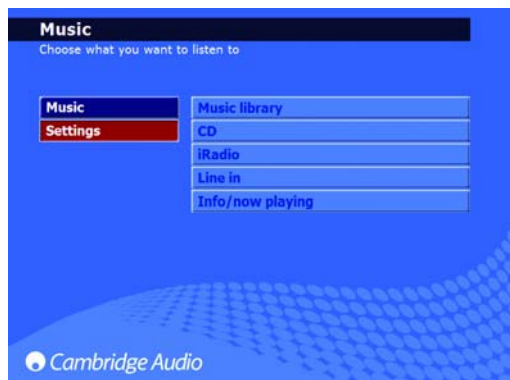 Music
Choose what you want to listen to
Music
Settings
Music library
CD
iRadio
Line in
Info/now playing
Cambridge Audio